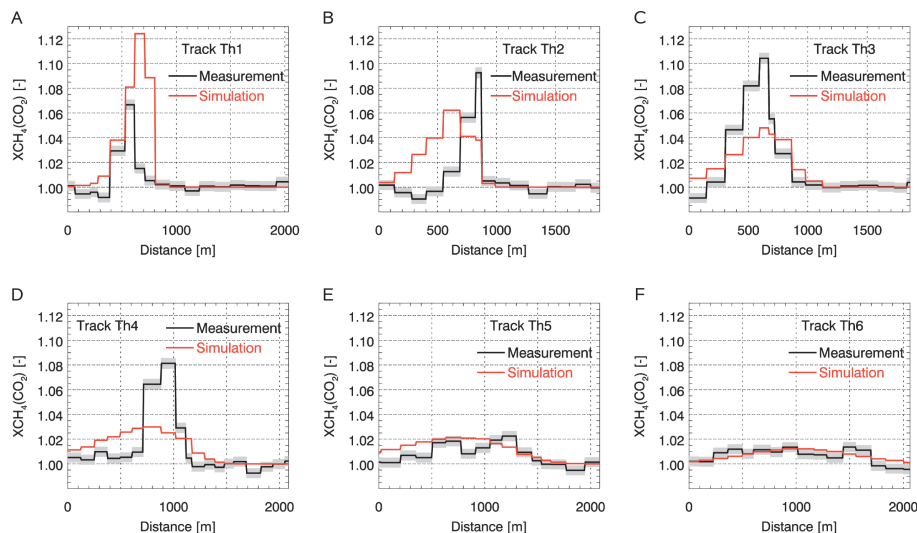 A
XCH₄(CO₂) [-]
1.12
1.10
1.08
1.06
1.04
1.02
1.00
Track Th1
Measurement
Simulation
0 500 1000 1500 2000
Distance [m]
B
XCH₄(CO₂) [-]
1.12
1.10
1.08
1.06
1.04
1.02
1.00
Track Th2
Measurement
Simulation
0 500 1000 1500
Distance [m]
C
XCH₄(CO₂) [-]
1.12
1.10
1.08
1.06
1.04
1.02
1.00
Track Th3
Measurement
Simulation
0 500 1000 1500
Distance [m]
D
XCH₄(CO₂) [-]
1.12
1.10
1.08
1.06
1.04
1.02
1.00
Track Th4
Measurement
Simulation
0 1000 2000
Distance [m]
E
XCH₄(CO₂) [-]
1.12
1.10
1.08
1.06
1.04
1.02
1.00
Track Th5
Measurement
Simulation
0 1000 2000
Distance [m]
F
XCH₄(CO₂) [-]
1.12
1.10
1.08
1.06
1.04
1.02
1.00
Track Th6
Measurement
Simulation
0 1000 2000
Distance [m]